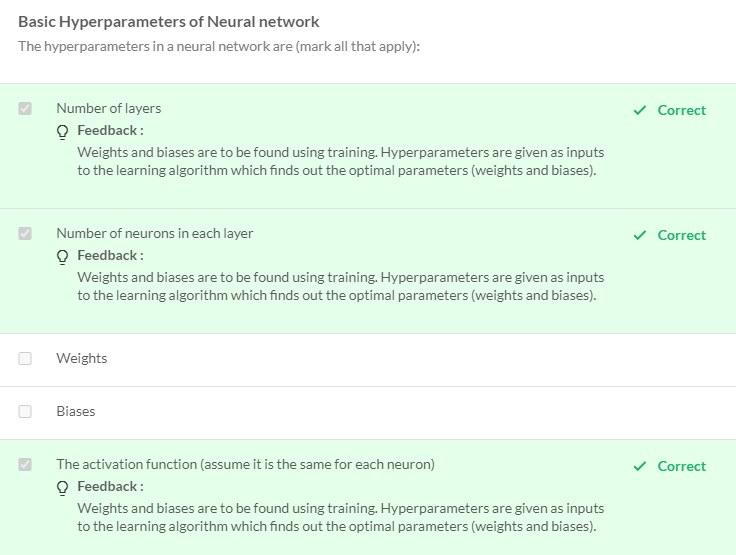 Basic Hyperparameters of Neural network
The hyperparameters in a neural network are (mark all that apply):
Number of layers
Correct
Feedback :
Weights and biases are to be found using training. Hyperparameters are given as inputs
to the learning algorithm which finds out the optimal parameters (weights and biases).
Number of neurons in each layer
Correct
Feedback :
Weights and biases are to be found using training. Hyperparameters are given as inputs
to the learning algorithm which finds out the optimal parameters (weights and biases).
Weights
Biases
The activation function (assume it is the same for each neuron)
Correct
Feedback :
Weights and biases are to be found using training. Hyperparameters are given as inputs
to the learning algorithm which finds out the optimal parameters (weights and biases).